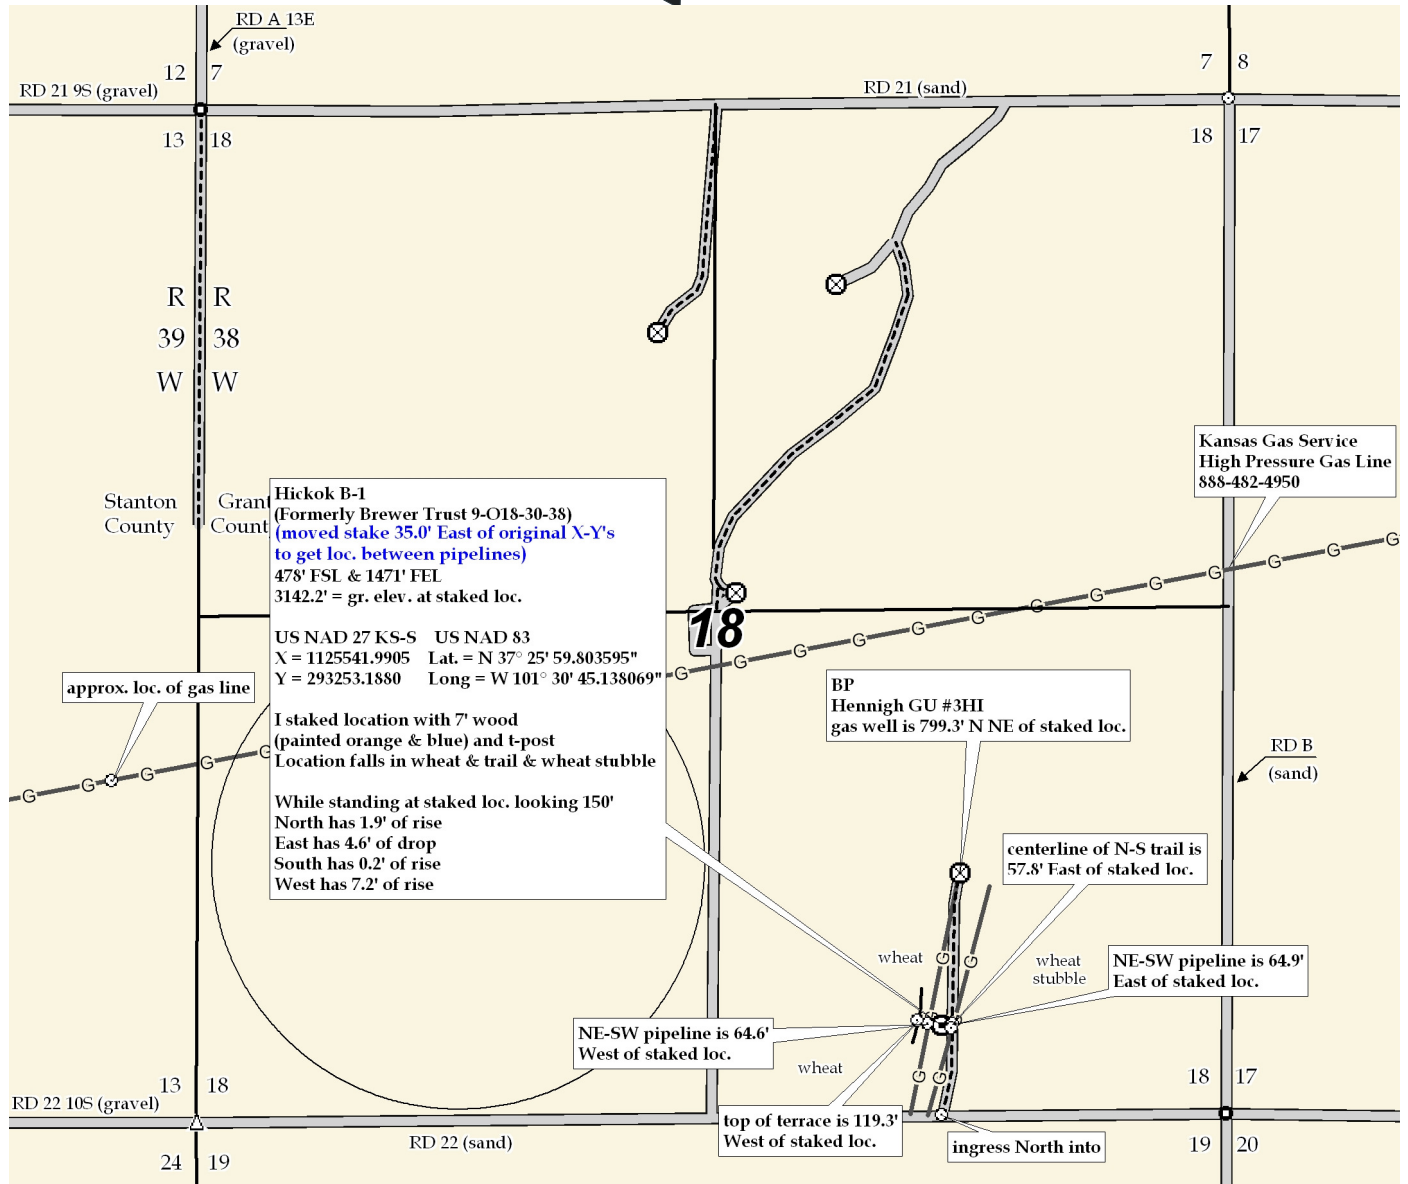 RD A 13E
(gravel)
12
7
7
8
RD 21 9S (gravel)
RD 21 (sand)
13
18
18
17
R
R
39
38
W
W
Kansas Gas Service
High Pressure Gas Line
888-482-4950
Stanton
County
Grant
Count
Hickok B-1
(Formerly Brewer Trust 9-O18-30-38)
(moved stake 35.0' East of original X-Y's
to get loc. between pipelines)
478' FSL & 1471' FEL
3142.2' = gr. elev. at staked loc.
US NAD 27 KS-S US NAD 83
X = 1125541.9905 Lat. = N 37° 25' 59.803595"
Y = 293253.1880 Long = W 101° 30' 45.138069"
I staked location with 7' wood
(painted orange & blue) and t-post
Location falls in wheat & trail & wheat stubble
While standing at staked loc. looking 150'
North has 1.9' of rise
East has 4.6' of drop
South has 0.2' of rise
West has 7.2' of rise
G
G
G
G
G
G
G
G
G
G
G
G
G
18
approx. loc. of gas line
G
G
G
G
G
BP
Hennigh GU #3HI
gas well is 799.3' N NE of staked loc.
RD B
(sand)
centerline of N-S trail is
57.8' East of staked loc.
wheat
G
G
wheat
stubble
NE-SW pipeline is 64.9'
East of staked loc.
NE-SW pipeline is 64.6'
West of staked loc.
wheat
G
G
13
18
18
17
RD 22 10S (gravel)
top of terrace is 119.3'
West of staked loc.
RD 22 (sand)
ingress North into
24
19
19
20